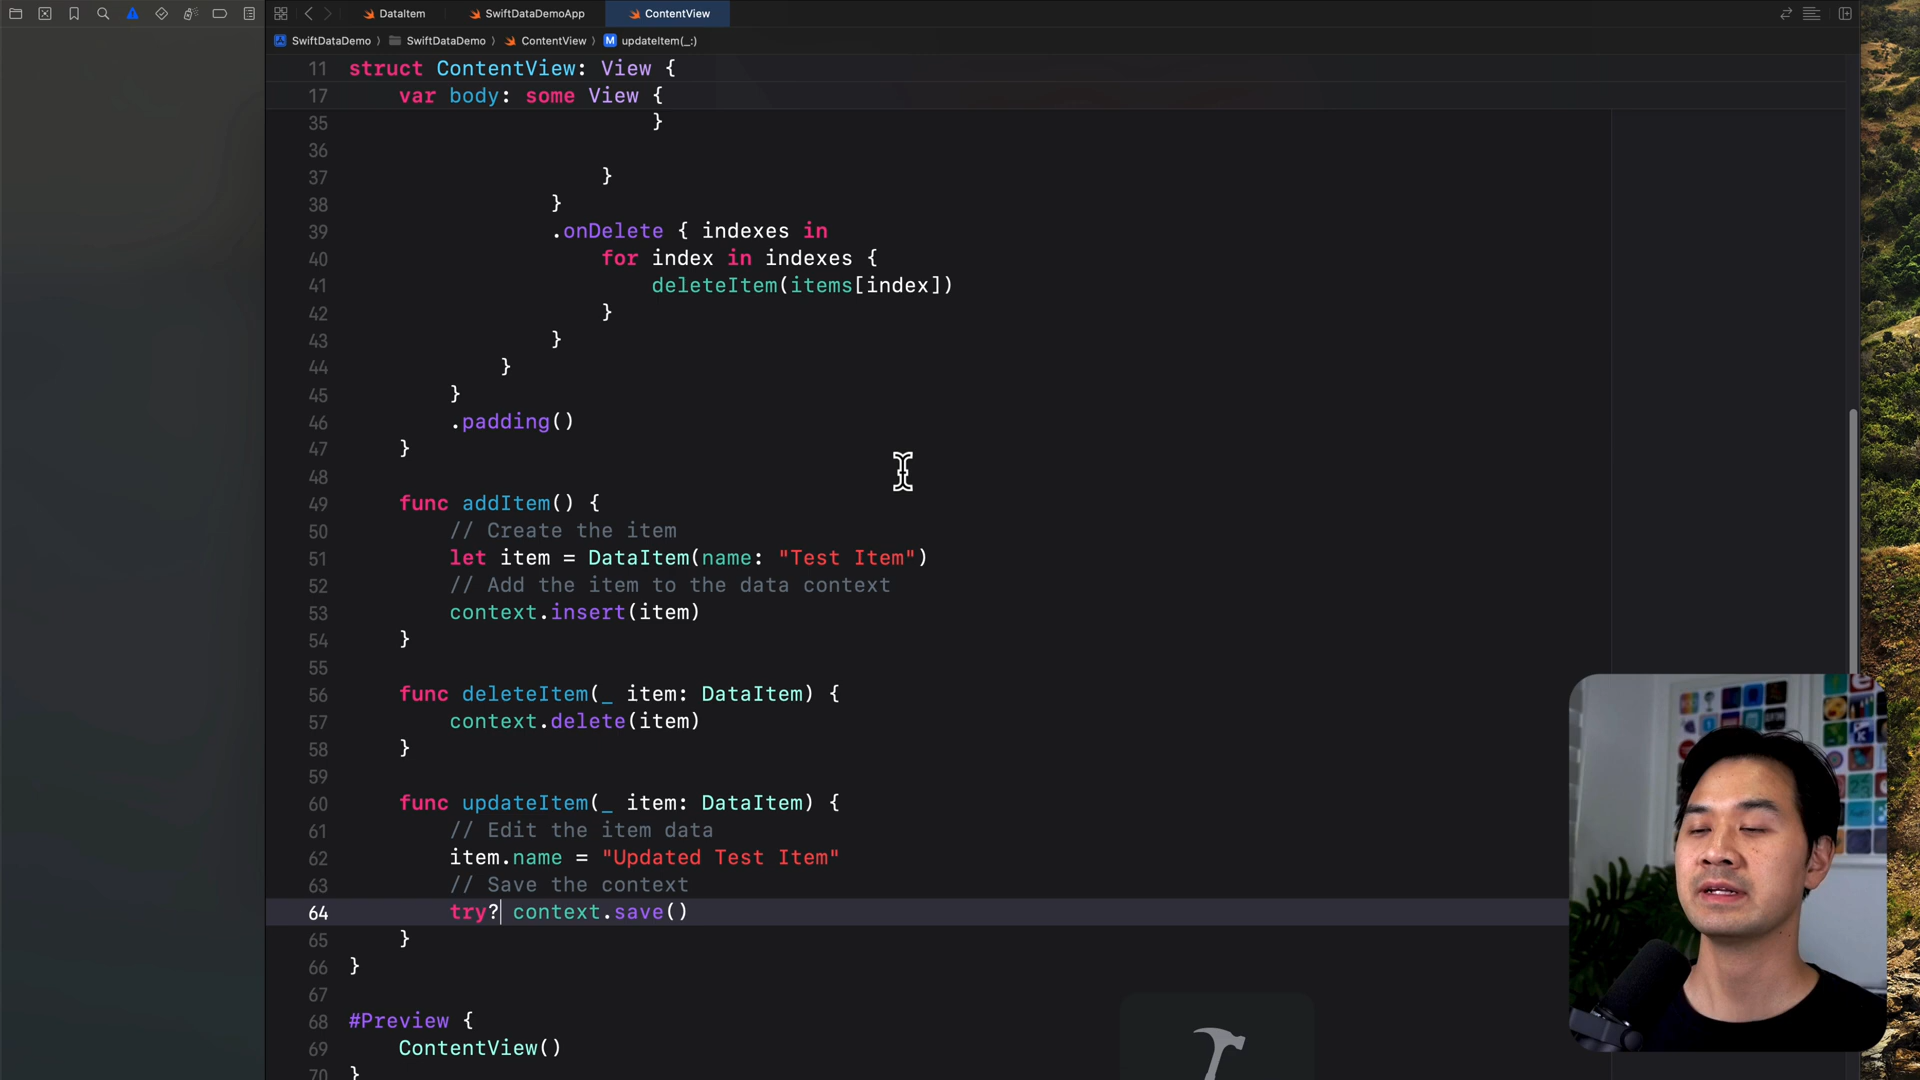 DataItem SwiftDataDemoApp ContentView
SwiftDataDemo 〉 SwiftDataDemo 〉 ContentView 〉 M updateItem(_:)
11 struct ContentView: View {
17 var body: some View {
35 }
36
37 }
38 }
39 .onDelete { indexes in
40 for index in indexes {
41 deleteItem(items[index])
42 }
43 }
44 }
45 }
46 .padding()
47 }
48
49 func addItem() {
50 // Create the item
51 let item = DataItem(name: "Test Item")
52 // Add the item to the data context
53 context.insert(item)
54 }
55
56 func deleteItem(_ item: DataItem) {
57 context.delete(item)
58 }
59
60 func updateItem(_ item: DataItem) {
61 // Edit the item data
62 item.name = "Updated Test Item"
63 // Save the context
64 try? context.save()
65 }
66 }
67
68 #Preview {
69 ContentView()
70 }